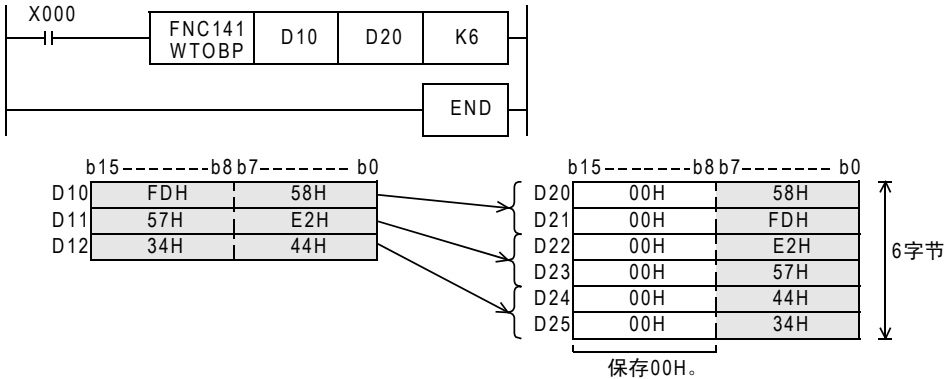 X000
FNC141 WTOBP D10 D20 K6
END
b15-------b8 b7------- b0 b15-------b8 b7------- b0
D10 FDH 58H D20 00H 58H
D11 57H E2H D21 00H FDH
D12 34H 44H D22 00H E2H
D23 00H 57H
D24 00H 44H
D25 00H 34H
6字节
保存00H。